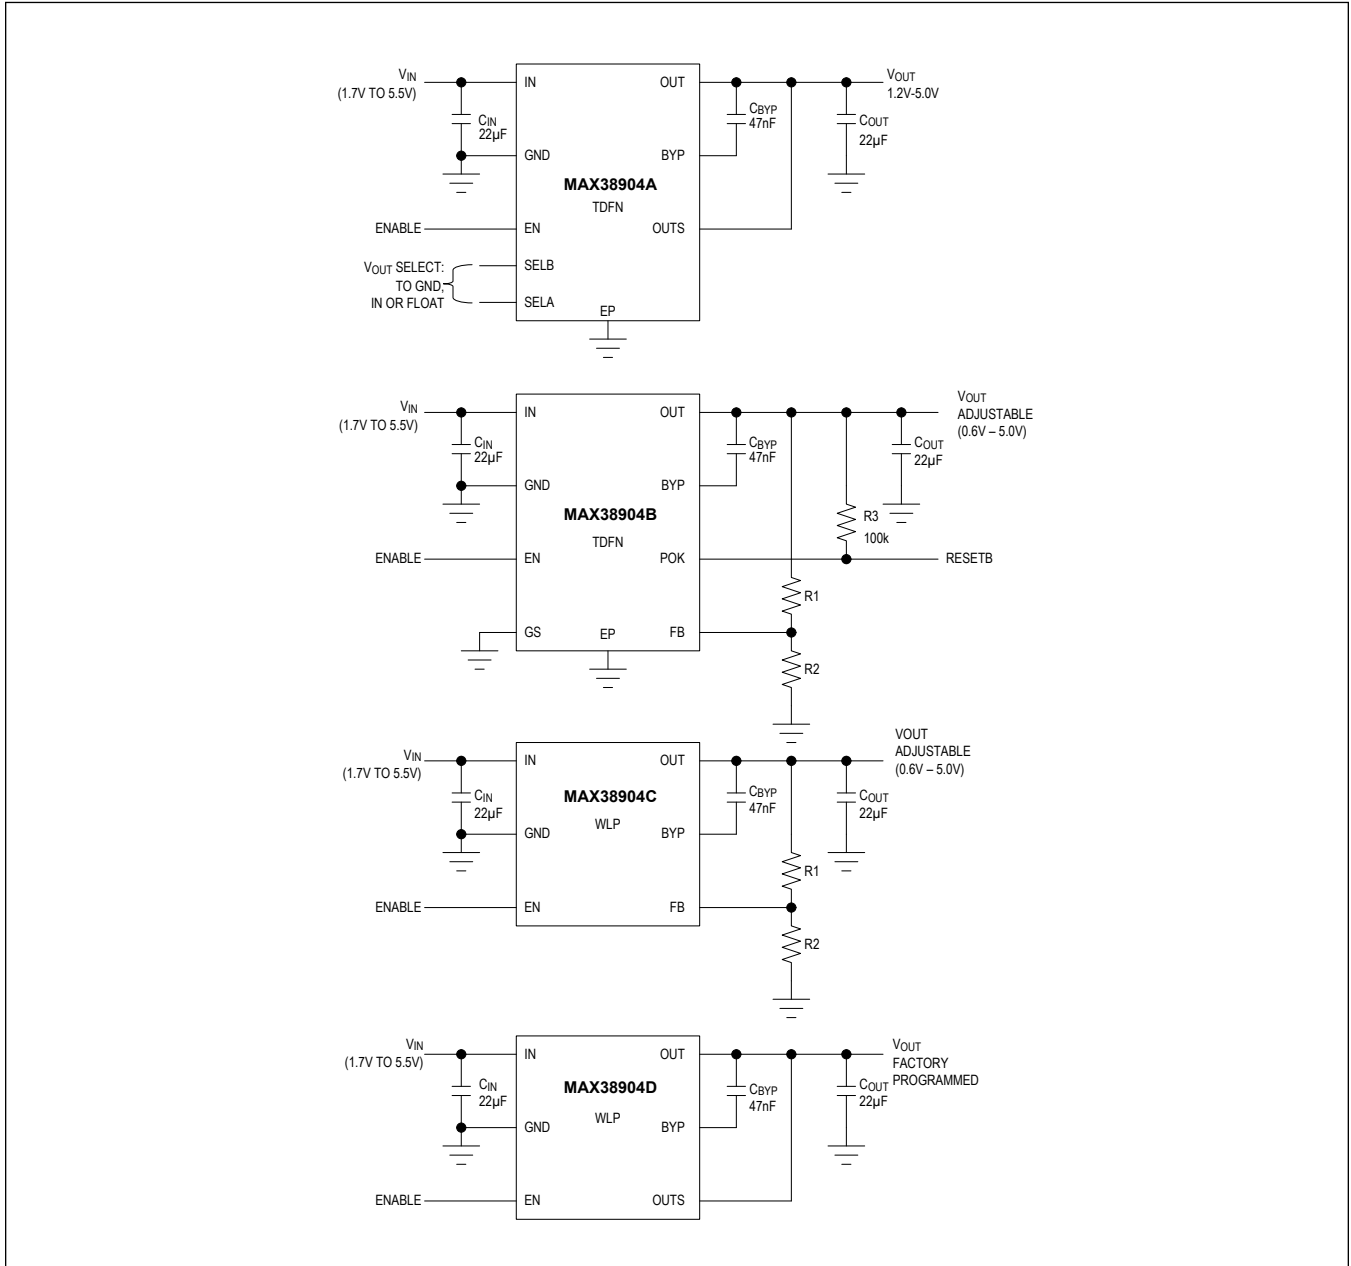 VIN
(1.7V TO 5.5V)
CIN
22µF
IN
GND
EN
SELB
SELA
ENABLE
VOUT SELECT:
TO GND,
IN OR FLOAT
MAX38904A
TDFN
EP
OUT
BYP
OUTS
CBYP
47nF
COUT
22µF
VOUT
1.2V-5.0V
VIN
(1.7V TO 5.5V)
CIN
22µF
IN
GND
EN
GS
ENABLE
MAX38904B
TDFN
EP
OUT
BYP
POK
FB
CBYP
47nF
R1
R2
R3
100k
COUT
22µF
VOUT
ADJUSTABLE
(0.6V – 5.0V)
RESETB
VIN
(1.7V TO 5.5V)
CIN
22µF
IN
GND
EN
ENABLE
MAX38904C
WLP
OUT
BYP
FB
CBYP
47nF
R1
R2
COUT
22µF
VOUT
ADJUSTABLE
(0.6V – 5.0V)
VIN
(1.7V TO 5.5V)
CIN
22µF
IN
GND
EN
ENABLE
MAX38904D
WLP
OUT
BYP
OUTS
CBYP
47nF
COUT
22µF
VOUT
FACTORY
PROGRAMMED